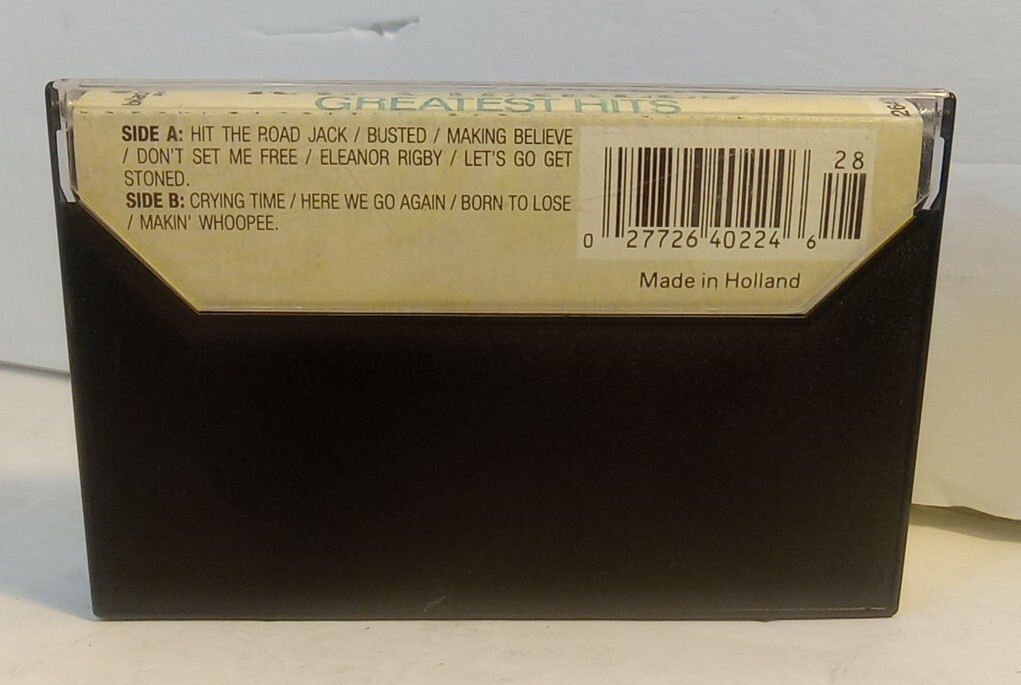 GREATEST HITS
SIDE A: HIT THE ROAD JACK / BUSTED / MAKING BELIEVE
/ DON'T SET ME FREE / ELEANOR RIGBY / LET'S GO GET
STONED.
SIDE B: CRYING TIME / HERE WE GO AGAIN / BORN TO LOSE
/ MAKIN' WHOOPEE.
28
0 27726 40224 6
Made in Holland